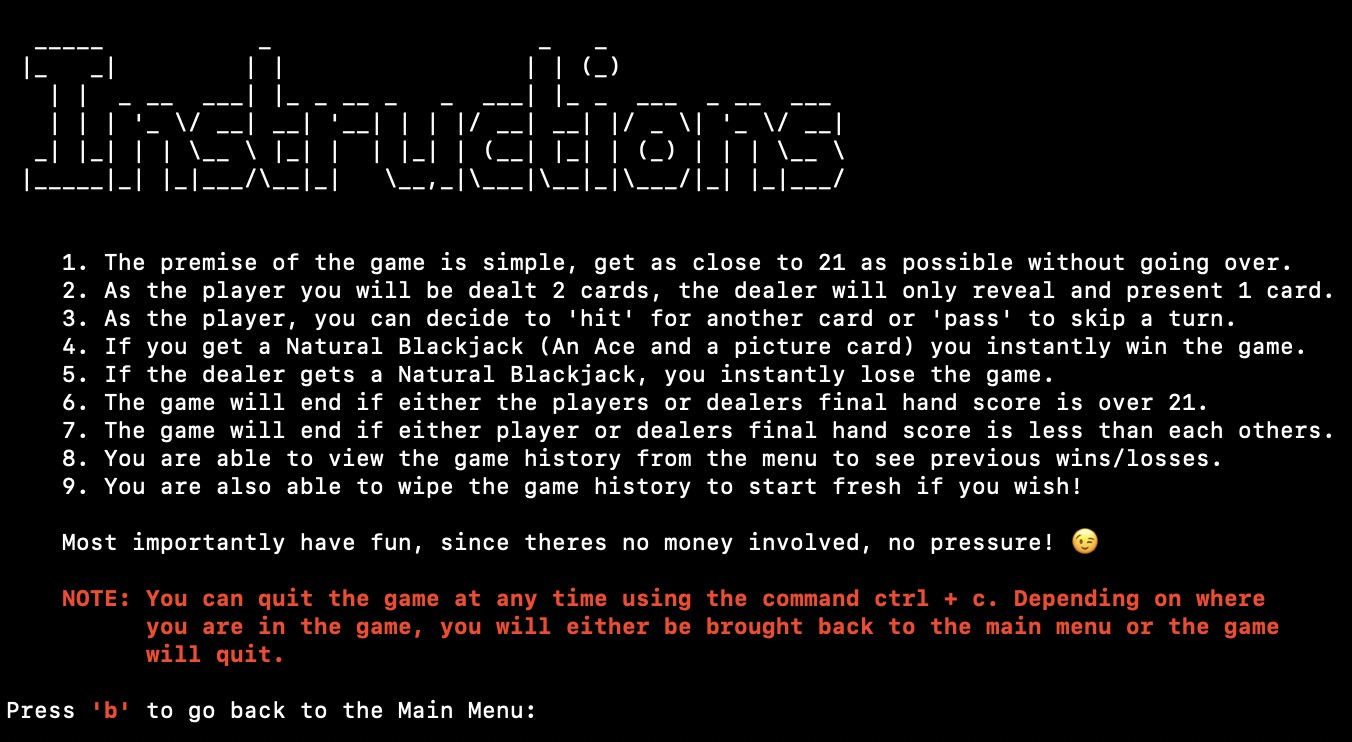 Instructions
1. The premise of the game is simple, get as close to 21 as possible without going over.
2. As the player you will be dealt 2 cards, the dealer will only reveal and present 1 card.
3. As the player, you can decide to 'hit' for another card or 'pass' to skip a turn.
4. If you get a Natural Blackjack (An Ace and a picture card) you instantly win the game.
5. If the dealer gets a Natural Blackjack, you instantly lose the game.
6. The game will end if either the players or dealers final hand score is over 21.
7. The game will end if either player or dealers final hand score is less than each others.
8. You are able to view the game history from the menu to see previous wins/losses.
9. You are also able to wipe the game history to start fresh if you wish!
Most importantly have fun, since theres no money involved, no pressure! 😉
NOTE: You can quit the game at any time using the command ctrl + c. Depending on where
you are in the game, you will either be brought back to the main menu or the game
will quit.
Press 'b' to go back to the Main Menu: